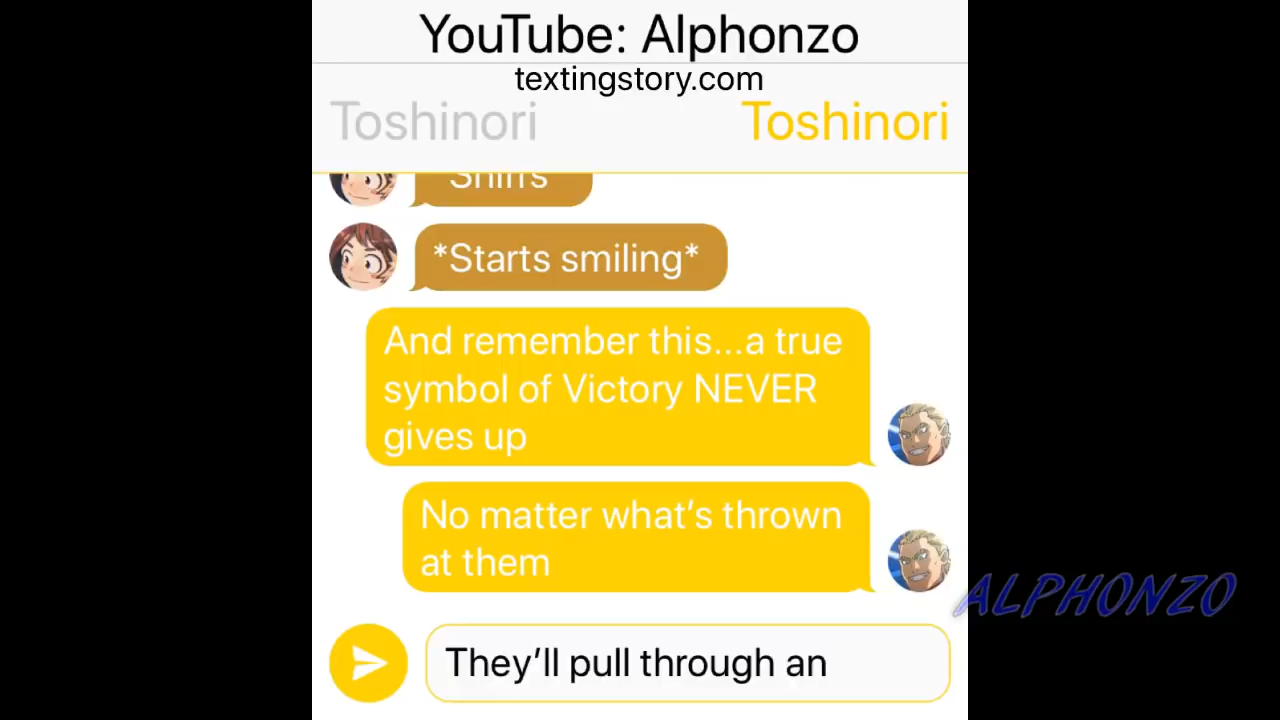 YouTube: Alphonzo
textingstory.com
Toshinori Toshinori
*Starts smiling*
And remember this...a true
symbol of Victory NEVER
gives up
No matter what’s thrown
at them
ALPHONZO
They’ll pull through an